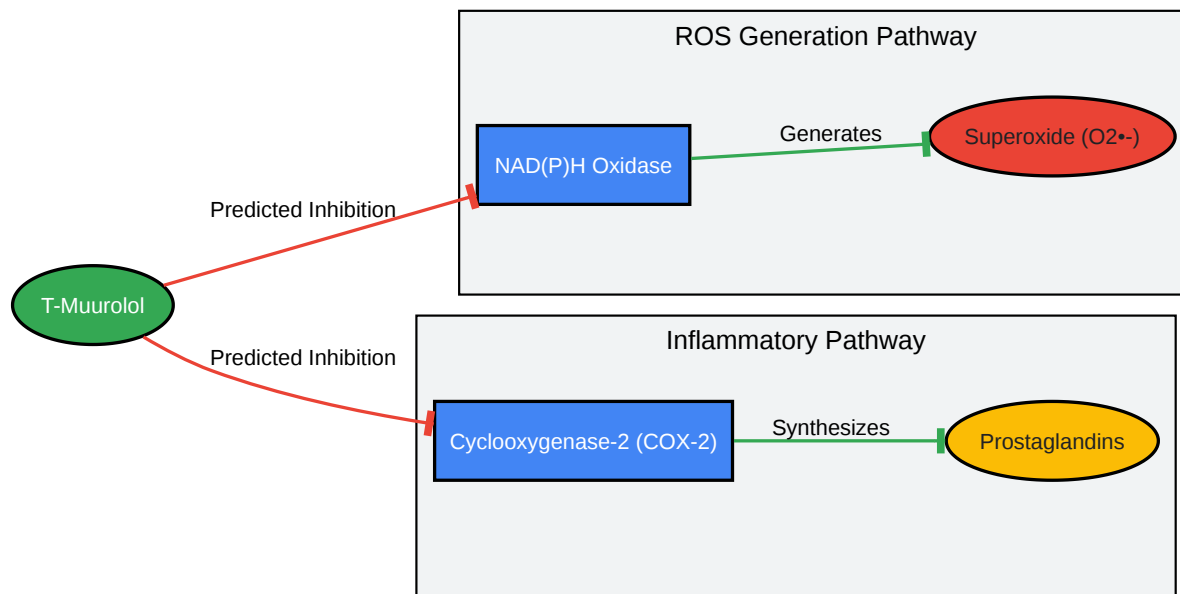 ROS Generation Pathway
Generates
Superoxide (O2•-)
NAD(P)H Oxidase
Predicted Inhibition
T-Muurolol
Predicted Inhibition
Inflammatory Pathway
Cyclooxygenase-2 (COX-2)
Synthesizes
Prostaglandins